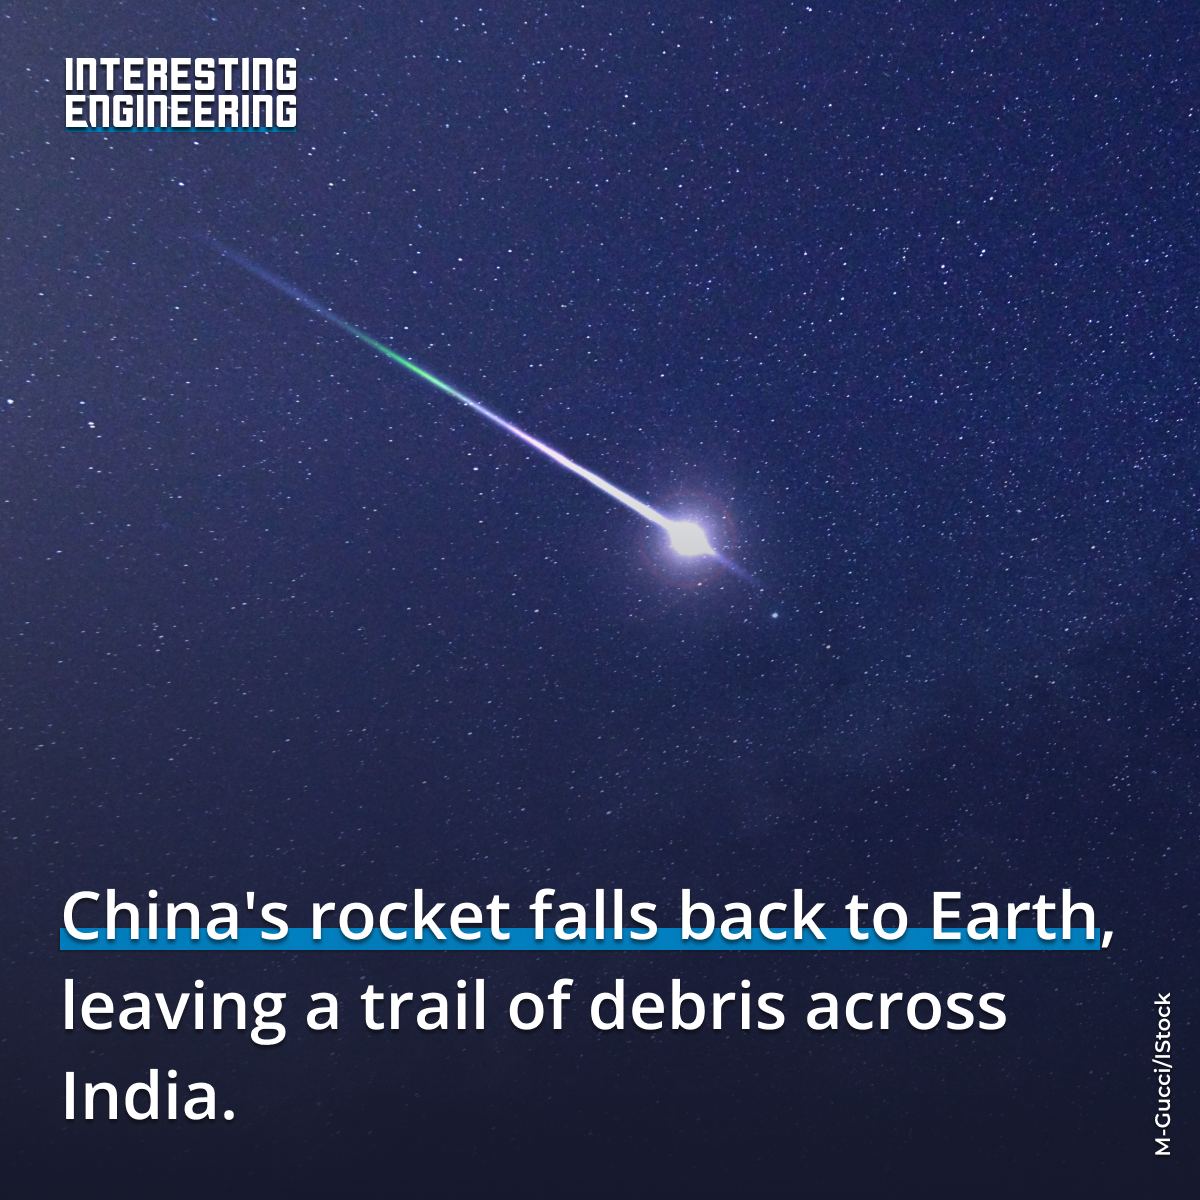 INTERESTING
ENGINEERING
China's rocket falls back to Earth,
leaving a trail of debris across
India.
M-Gucci/IStock